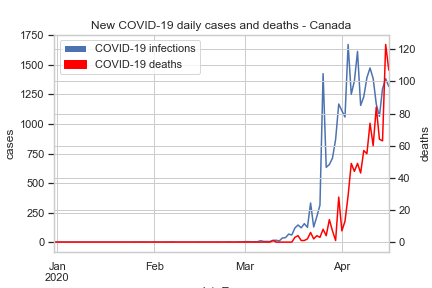 New COVID-19 daily cases and deaths - Canada
COVID-19 infections
COVID-19 deaths
1750
1500
1250
1000
750
500
250
0
cases
120
100
80
60
40
20
0
deaths
Jan
2020
Feb
Mar
Apr